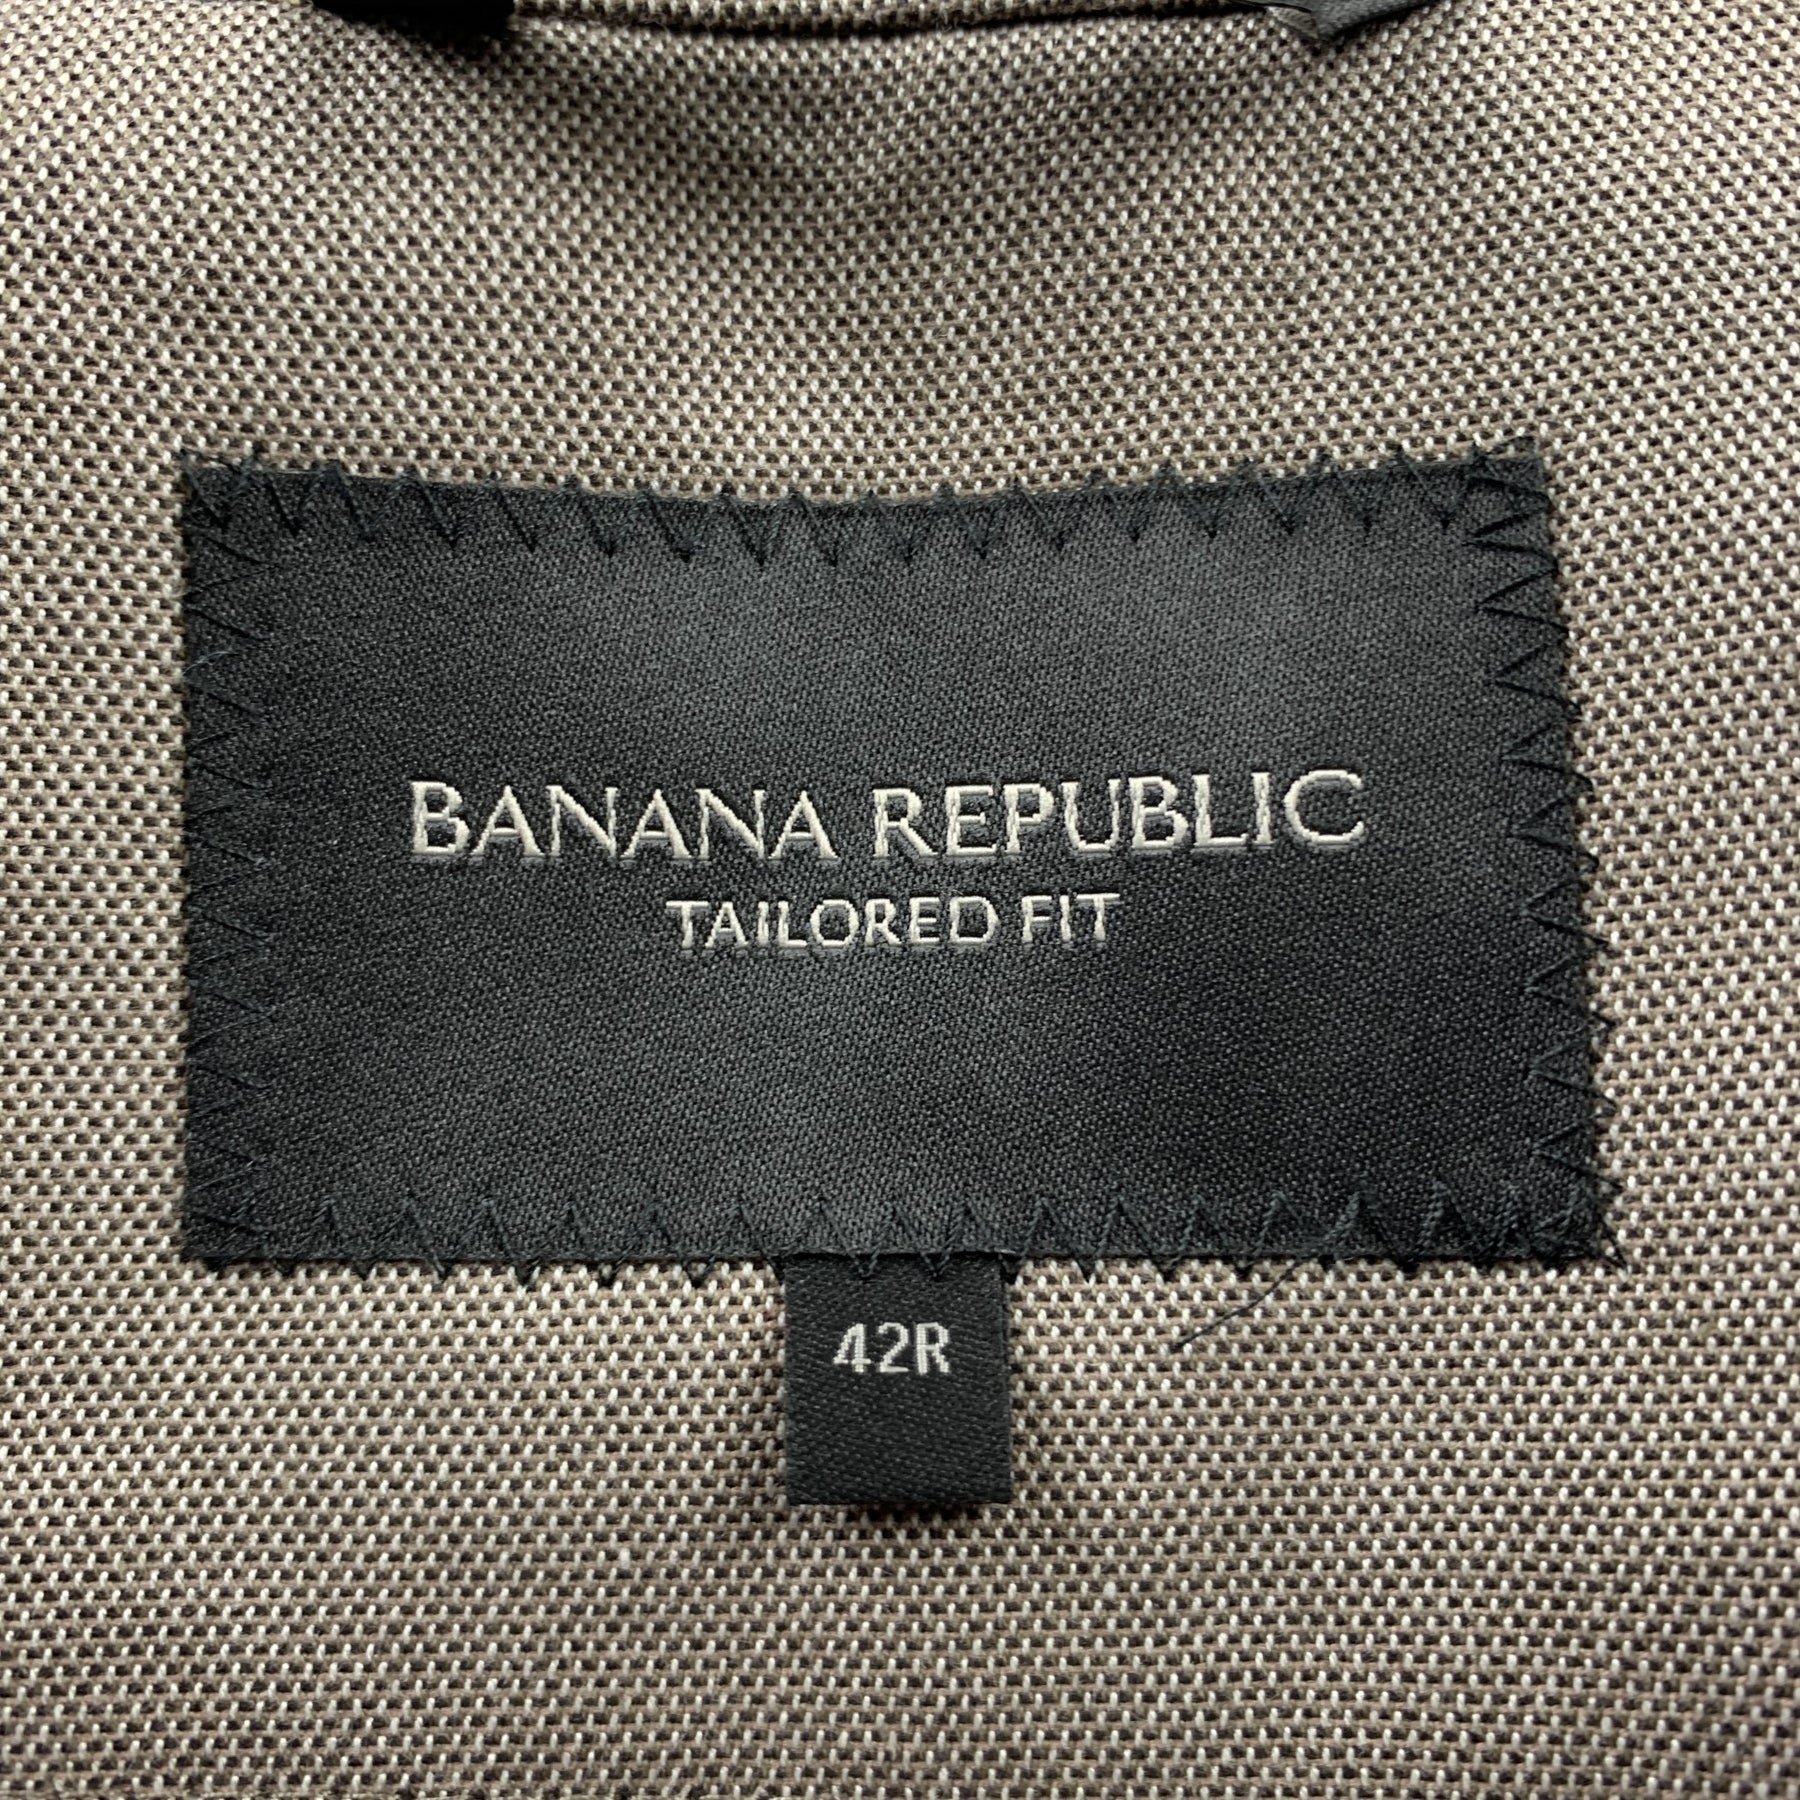 BANANA REPUBLIC
TAILORED FIT
42R